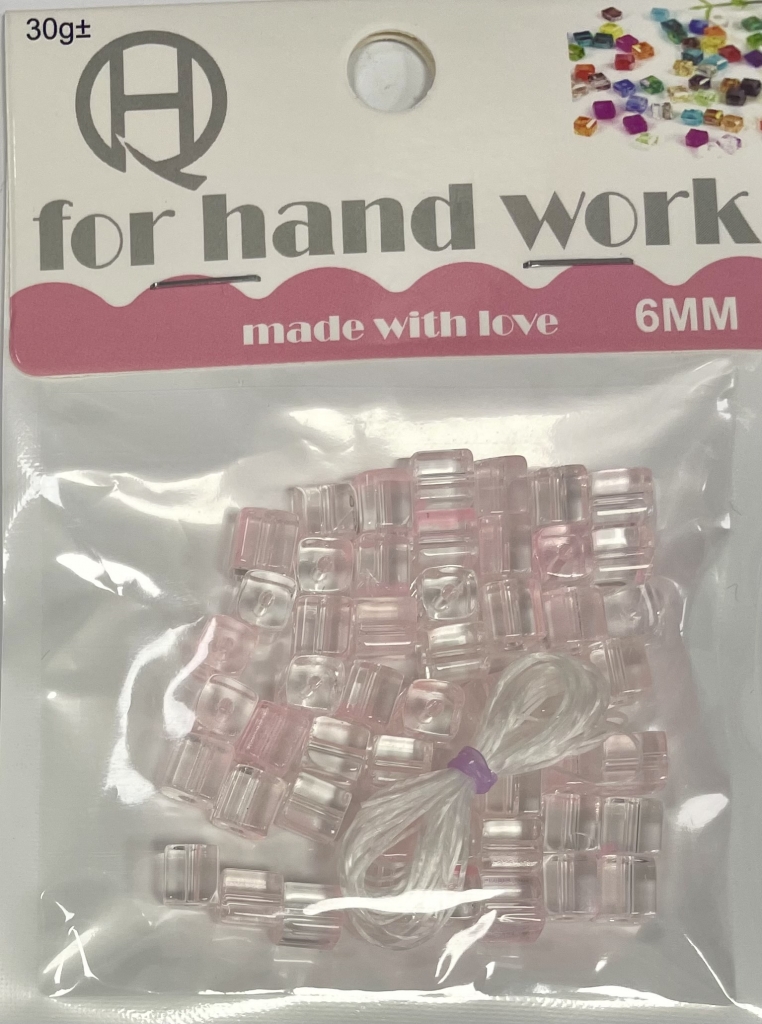 30g±
HQ
for hand work
made with love
6MM